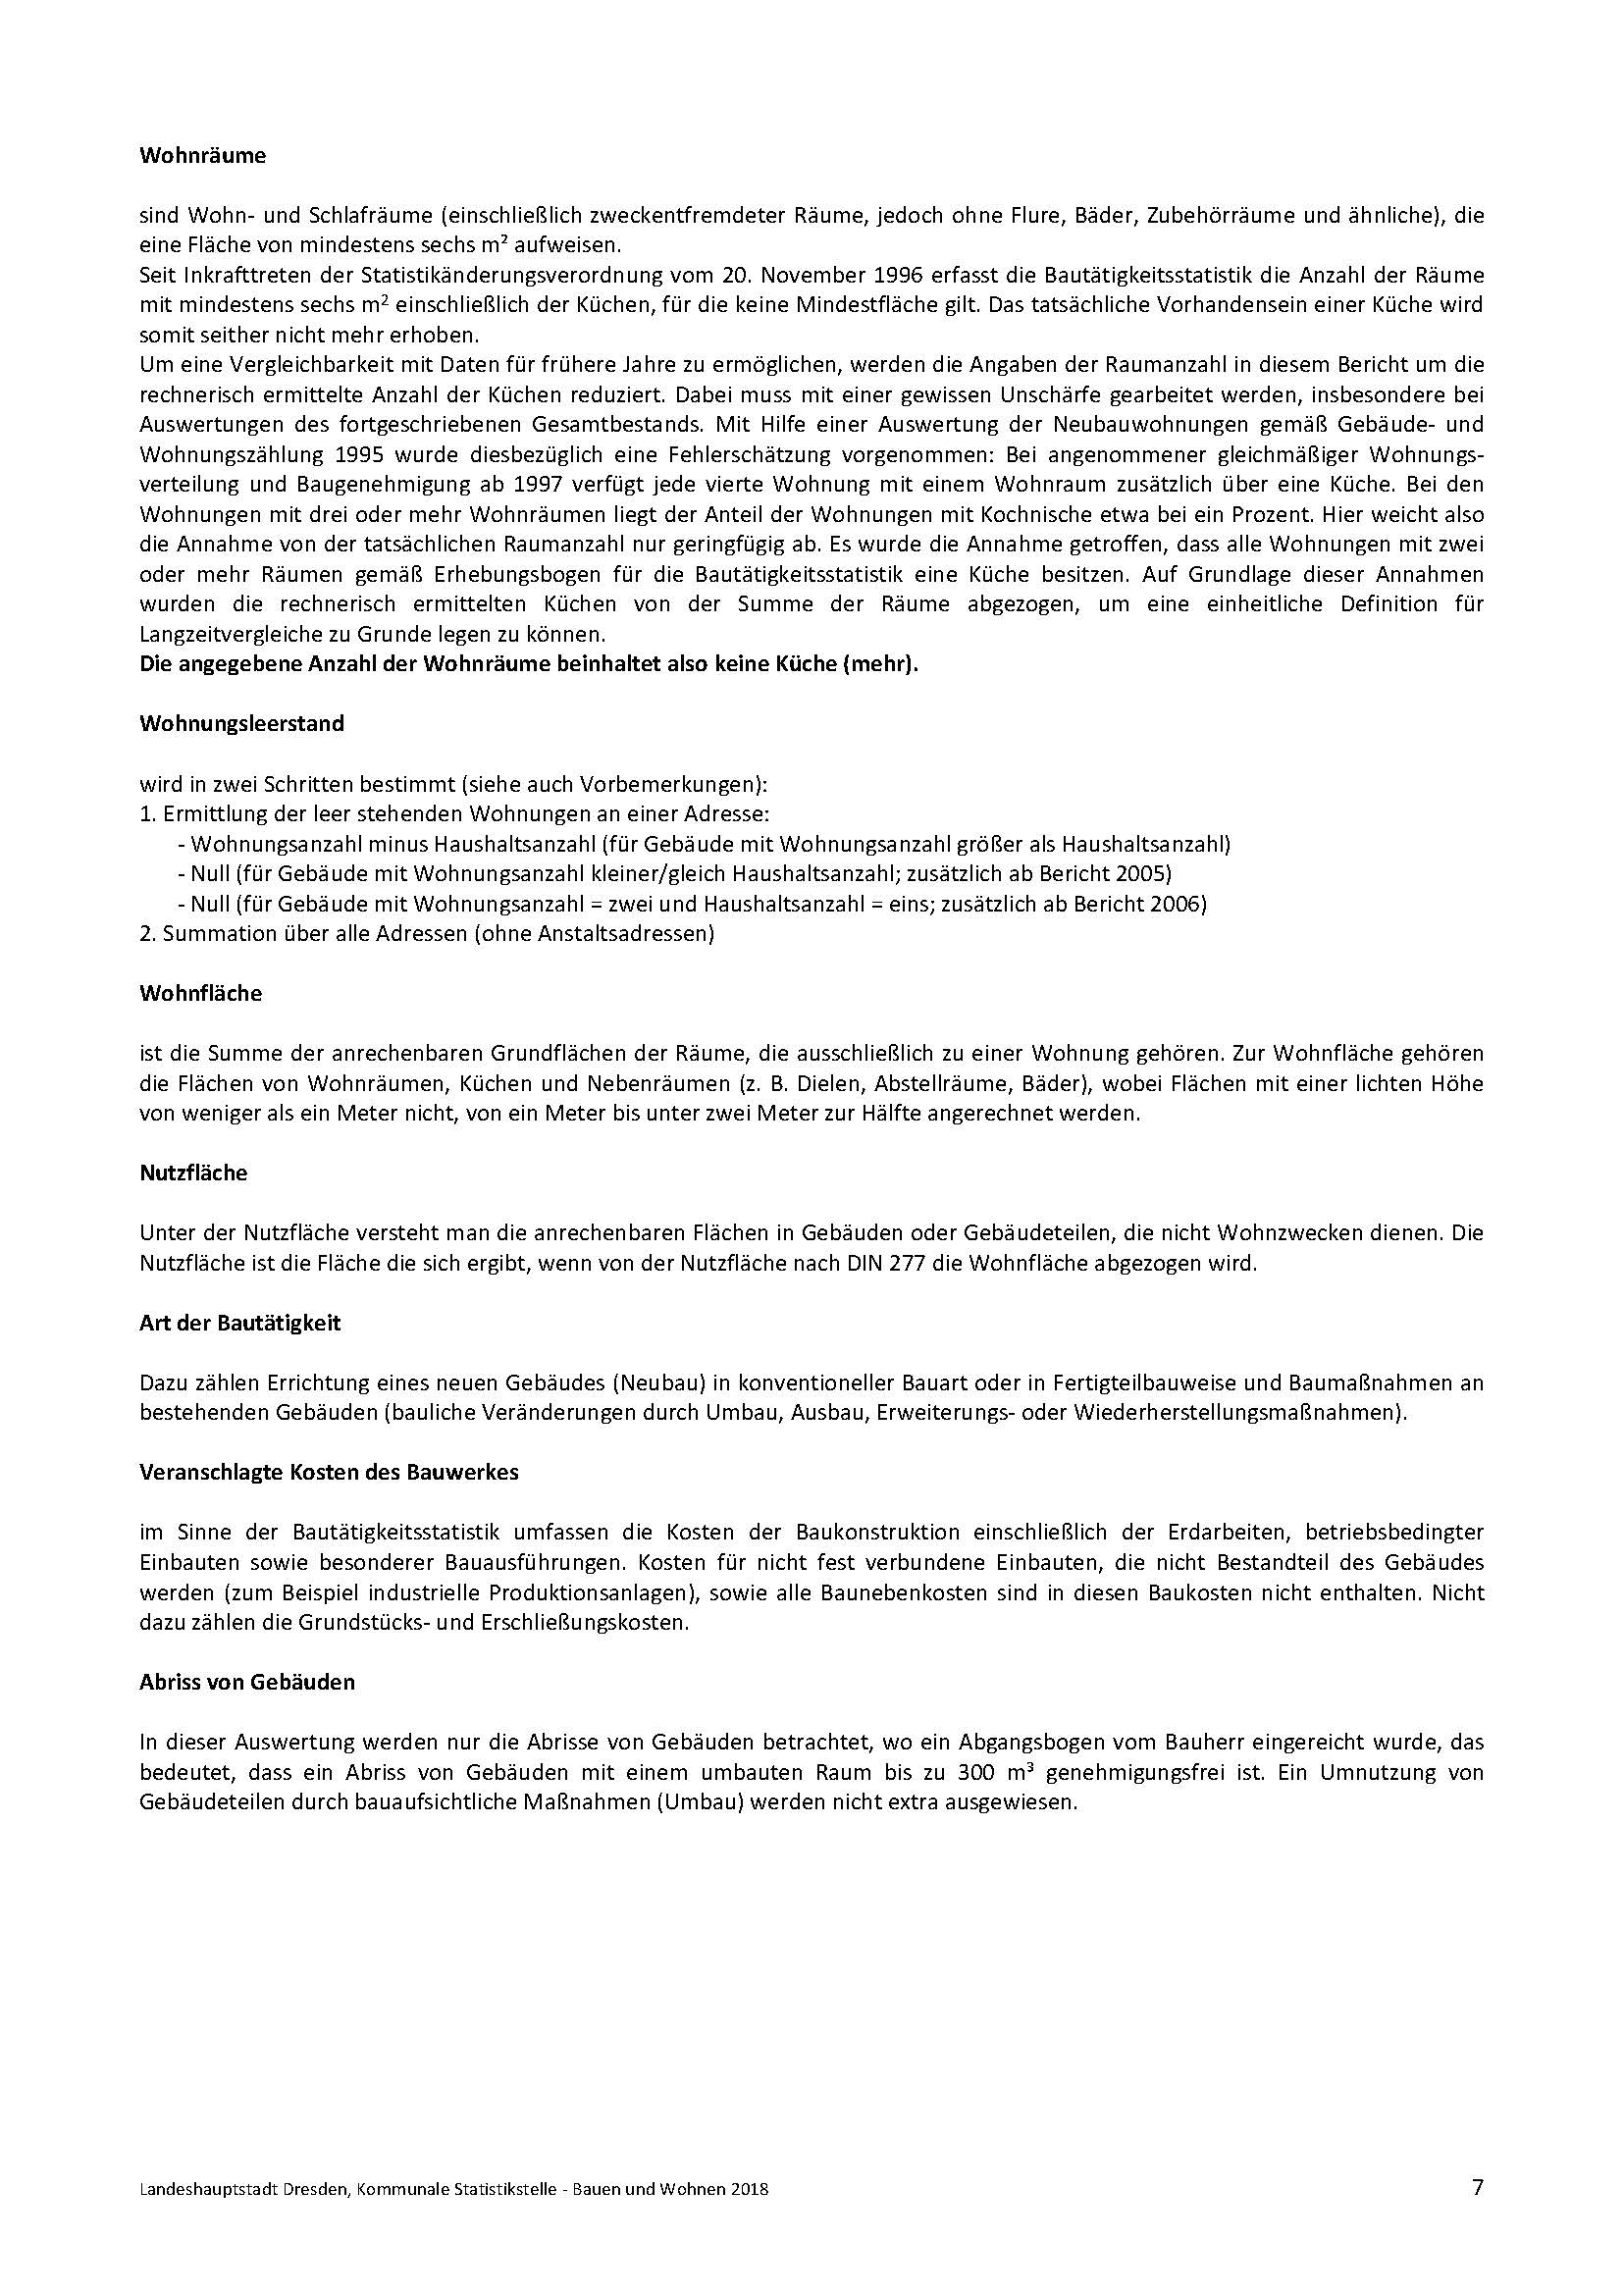 Wohnräume
sind Wohn- und Schlafräume (einschließlich zweckentfremdeter Räume, jedoch ohne Flure, Bäder, Zubehörräume und ähnliche), die
eine Fläche von mindestens sechs m² aufweisen.
Seit Inkrafttreten der Statistikänderungsverordnung vom 20. November 1996 erfasst die Bautätigkeitsstatistik die Anzahl der Räume
mit mindestens sechs m² einschließlich der Küchen, für die keine Mindestfläche gilt. Das tatsächliche Vorhandensein einer Küche wird
somit seither nicht mehr erhoben.
Um eine Vergleichbarkeit mit Daten für frühere Jahre zu ermöglichen, werden die Angaben der Raumanzahl in diesem Bericht um die
rechnerisch ermittelte Anzahl der Küchen reduziert. Dabei muss mit einer gewissen Unschärfe gearbeitet werden, insbesondere bei
Auswertungen des fortgeschriebenen Gesamtbestands. Mit Hilfe einer Auswertung der Neubauwohnungen gemäß Gebäude- und
Wohnungszählung 1995 wurde diesbezüglich eine Fehlerschätzung vorgenommen: Bei angenommener gleichmäßiger Wohnungs-
verteilung und Baugenehmigung ab 1997 verfügt jede vierte Wohnung mit einem Wohnraum zusätzlich über eine Küche. Bei den
Wohnungen mit drei oder mehr Wohnräumen liegt der Anteil der Wohnungen mit Kochnische etwa bei ein Prozent. Hier weicht also
die Annahme von der tatsächlichen Raumanzahl nur geringfügig ab. Es wurde die Annahme getroffen, dass alle Wohnungen mit zwei
oder mehr Räumen gemäß Erhebungsbogen für die Bautätigkeitsstatistik eine Küche besitzen. Auf Grundlage dieser Annahmen
wurden die rechnerisch ermittelten Küchen von der Summe der Räume abgezogen, um eine einheitliche Definition für
Langzeitvergleiche zu Grunde legen zu können.
Die angegebene Anzahl der Wohnräume beinhaltet also keine Küche (mehr).
Wohnungsleerstand
wird in zwei Schritten bestimmt (siehe auch Vorbemerkungen):
1. Ermittlung der leer stehenden Wohnungen an einer Adresse:
- Wohnungsanzahl minus Haushaltsanzahl (für Gebäude mit Wohnungsanzahl größer als Haushaltsanzahl)
- Null (für Gebäude mit Wohnungsanzahl kleiner/gleich Haushaltsanzahl; zusätzlich ab Bericht 2005)
- Null (für Gebäude mit Wohnungsanzahl = zwei und Haushaltsanzahl = eins; zusätzlich ab Bericht 2006)
2. Summation über alle Adressen (ohne Anstaltsadressen)
Wohnfläche
ist die Summe der anrechenbaren Grundflächen der Räume, die ausschließlich zu einer Wohnung gehören. Zur Wohnfläche gehören
die Flächen von Wohnräumen, Küchen und Nebenräumen (z. B. Dielen, Abstellräume, Bäder), wobei Flächen mit einer lichten Höhe
von weniger als ein Meter nicht, von ein Meter bis unter zwei Meter zur Hälfte angerechnet werden.
Nutzfläche
Unter der Nutzfläche versteht man die anrechenbaren Flächen in Gebäuden oder Gebäudeteilen, die nicht Wohnzwecken dienen. Die
Nutzfläche ist die Fläche die sich ergibt, wenn von der Nutzfläche nach DIN 277 die Wohnfläche abgezogen wird.
Art der Bautätigkeit
Dazu zählen Errichtung eines neuen Gebäudes (Neubau) in konventioneller Bauart oder in Fertigteilbauweise und Baumaßnahmen an
bestehenden Gebäuden (bauliche Veränderungen durch Umbau, Ausbau, Erweiterungs- oder Wiederherstellungsmaßnahmen).
Veranschlagte Kosten des Bauwerkes
im Sinne der Bautätigkeitsstatistik umfassen die Kosten der Baukonstruktion einschließlich der Erdarbeiten, betriebsbedingter
Einbauten sowie besonderer Bauausführungen. Kosten für nicht fest verbundene Einbauten, die nicht Bestandteil des Gebäudes
werden (zum Beispiel industrielle Produktionsanlagen), sowie alle Baunebenkosten sind in diesen Baukosten nicht enthalten. Nicht
dazu zählen die Grundstücks- und Erschließungskosten.
Abriss von Gebäuden
In dieser Auswertung werden nur die Abrisse von Gebäuden betrachtet, wo ein Abgangsbogen vom Bauherr eingereicht wurde, das
bedeutet, dass ein Abriss von Gebäuden mit einem umbauten Raum bis zu 300 m³ genehmigungsfrei ist. Ein Umnutzung von
Gebäudeteilen durch bauaufsichtliche Maßnahmen (Umbau) werden nicht extra ausgewiesen.
Landeshauptstadt Dresden, Kommunale Statistikstelle - Bauen und Wohnen 2018 7